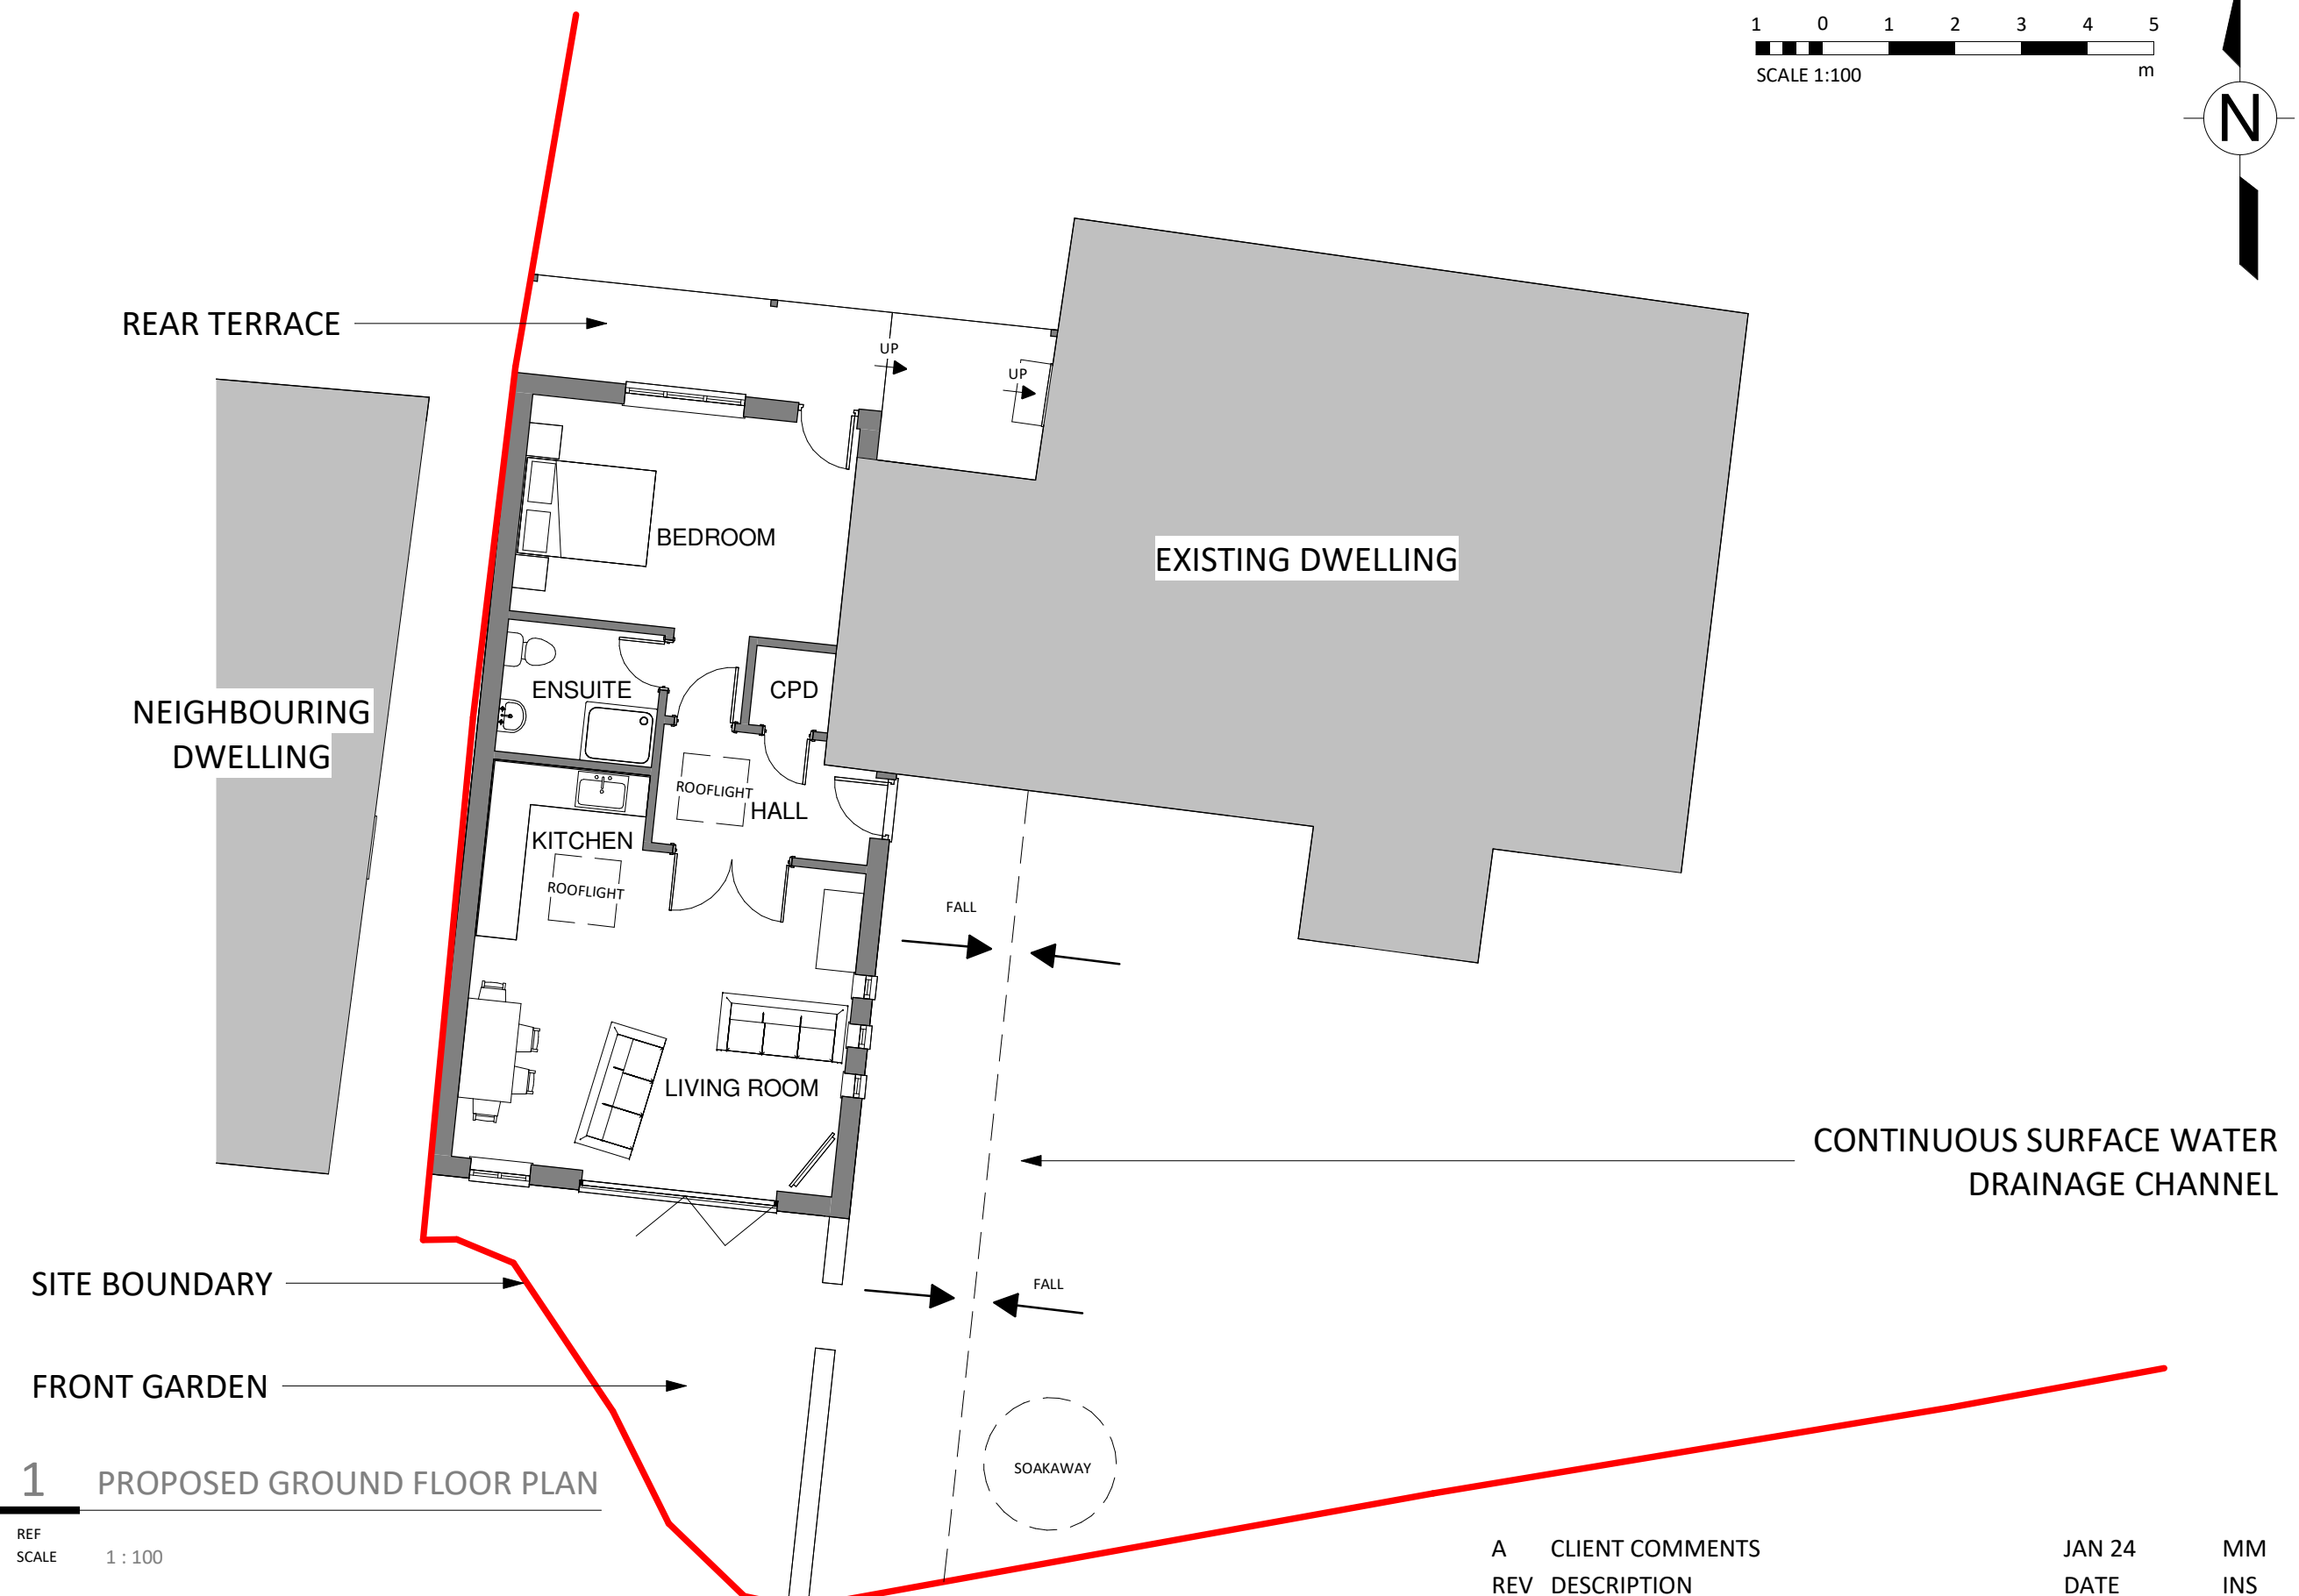 1 0 1 2 3 4 5
SCALE 1:100
m
N
REAR TERRACE
UP
UP
BEDROOM
EXISTING DWELLING
ENSUITE
CPD
NEIGHBOURING
DWELLING
ROOFLIGHT
HALL
KITCHEN
ROOFLIGHT
FALL
LIVING ROOM
CONTINUOUS SURFACE WATER
DRAINAGE CHANNEL
SITE BOUNDARY
FALL
FRONT GARDEN
SOAKAWAY
1 PROPOSED GROUND FLOOR PLAN
REF
SCALE 1 : 100
A CLIENT COMMENTS JAN 24 MM
REV DESCRIPTION DATE INS